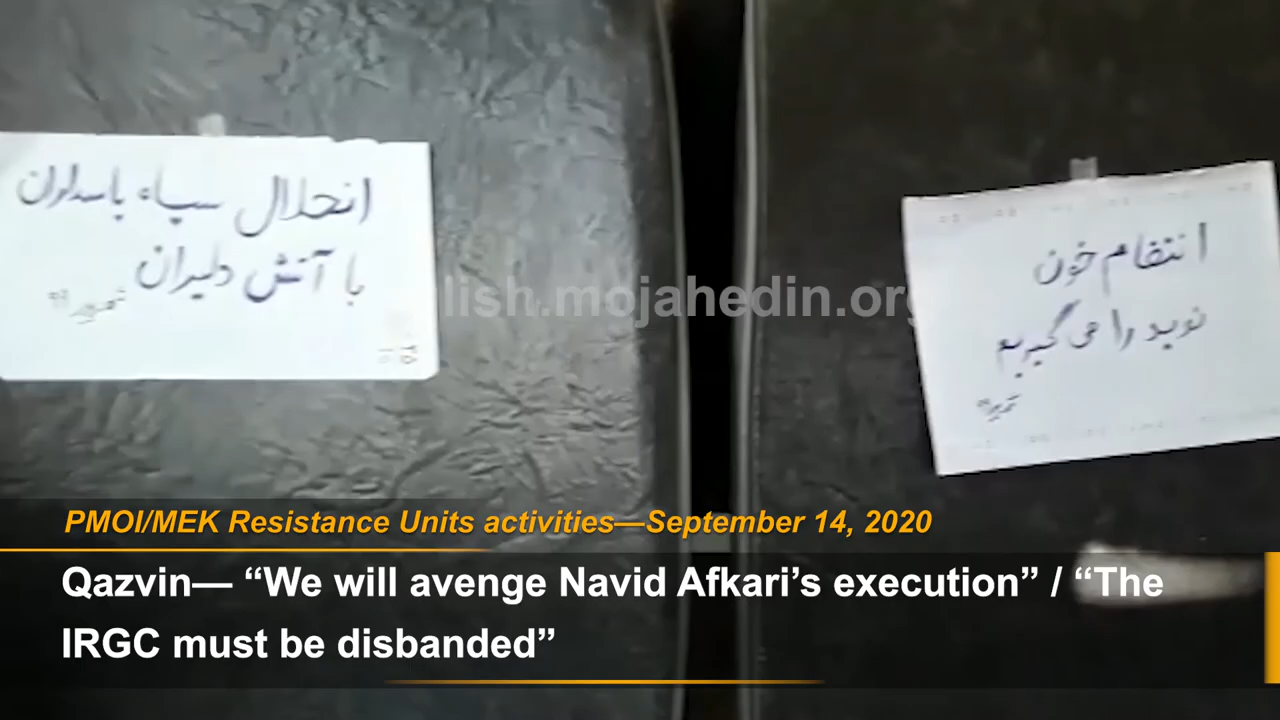 انحلال سپاه پاسداران
با آتش دلیران
انتقام خون
نوید را می گیریم
lish.mojahedin.org
PMOI/MEK Resistance Units activities—September 14, 2020
Qazvin— “We will avenge Navid Afkari’s execution” / “The
IRGC must be disbanded”